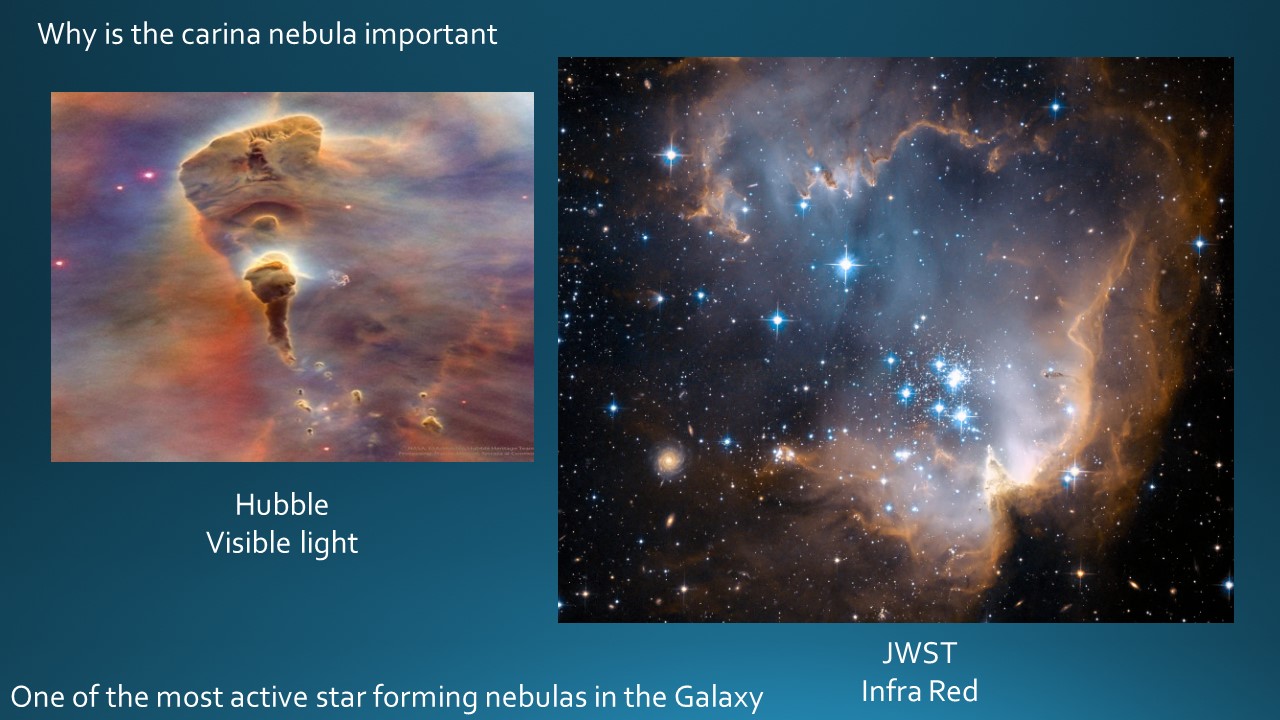 Why is the carina nebula important
Hubble
Visible light
JWST
Infra Red
One of the most active star forming nebulas in the Galaxy